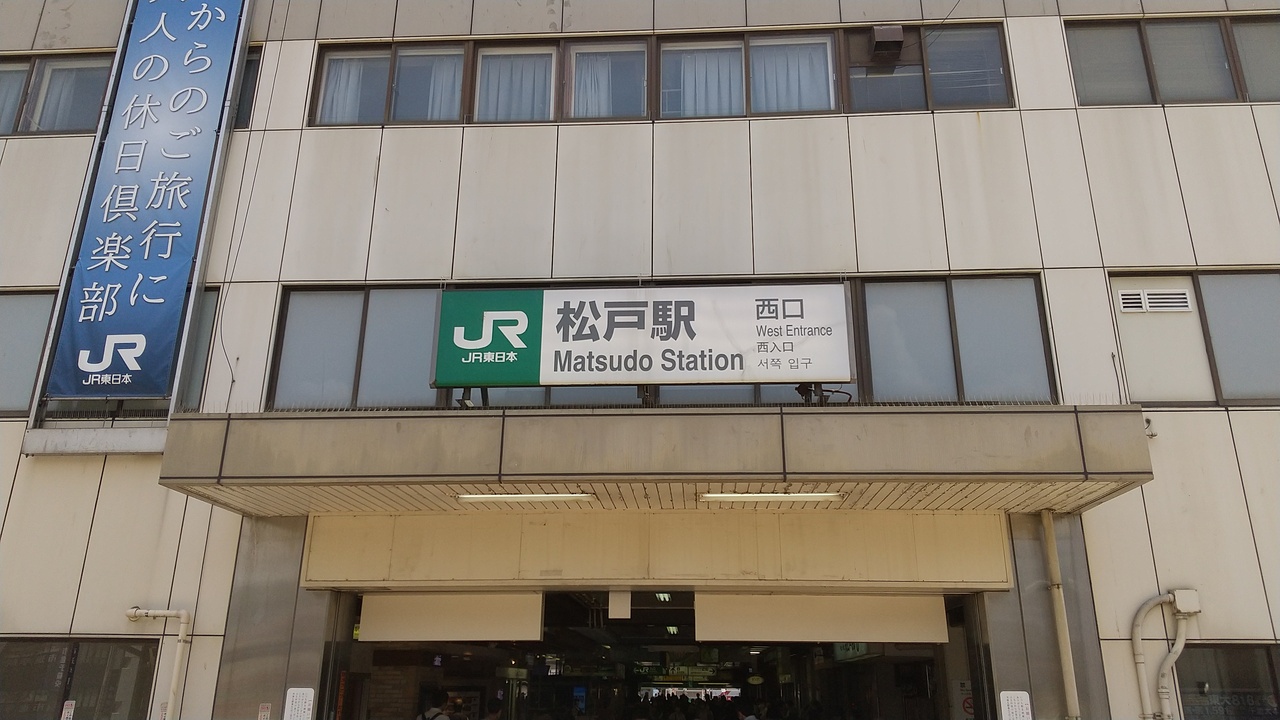 からのご旅行に
人の休日倶楽部
JR
JR東日本
JR
JR東日本
松戸駅
Matsudo Station
西口
West Entrance
西入口
서쪽 입구